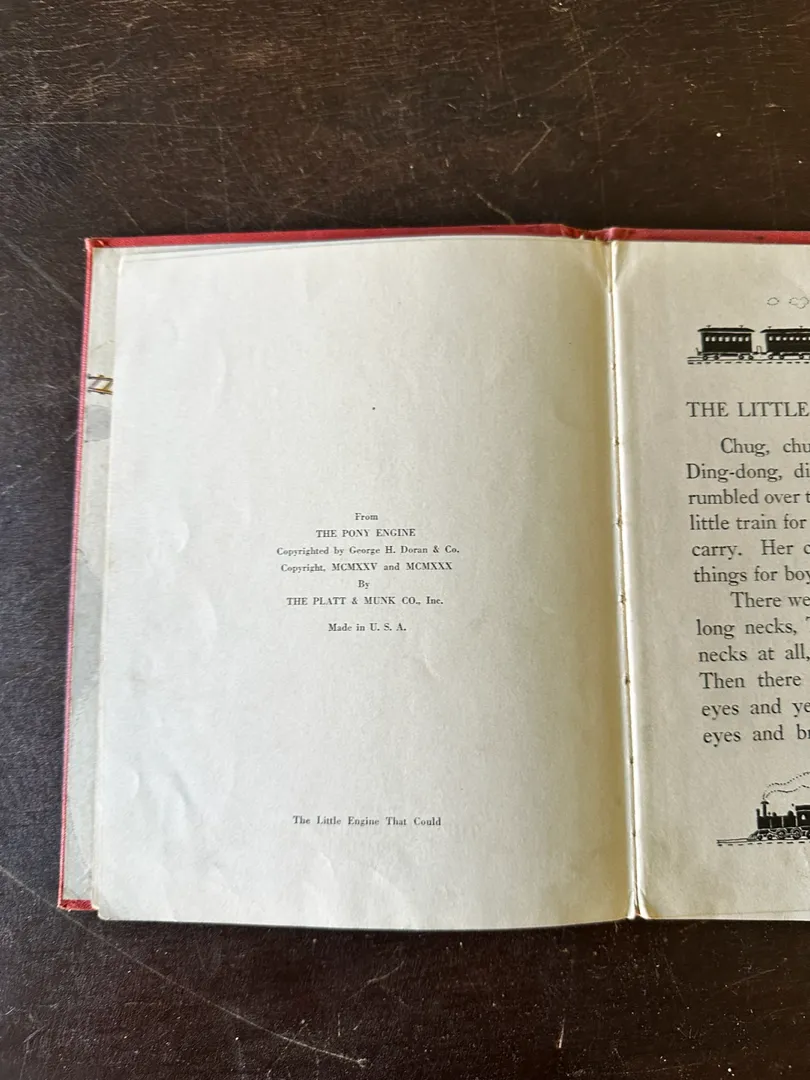 From
THE PONY ENGINE
Copyrighted by George H. Doran & Co.
Copyright, MCMXXV and MCMXXX
By
THE PLATT & MUNK CO., Inc.
Made in U. S. A.
The Little Engine That Could
THE LITTLE
Chug, chu
Ding-dong, di
rumbled over t
little train for
carry. Her c
things for boy
There we
long necks,
necks at all,
Then there
eyes and ye
eyes and br